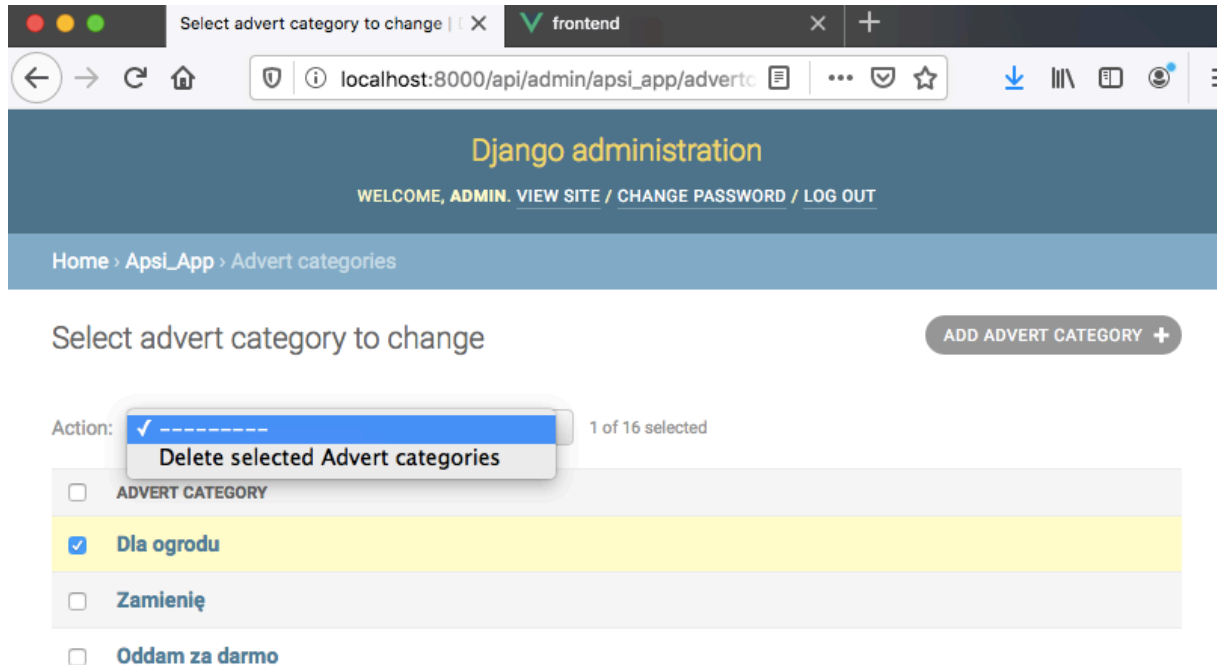 Select advert category to change |
frontend
localhost:8000/api/admin/apsi_app/advertc
Django administration
WELCOME, ADMIN. VIEW SITE / CHANGE PASSWORD / LOG OUT
Home › Apsi_App › Advert categories
Select advert category to change
ADD ADVERT CATEGORY +
Action: ✓ ---------
1 of 16 selected
Delete selected Advert categories
ADVERT CATEGORY
Dla ogrodu
Zamienię
Oddam za darmo